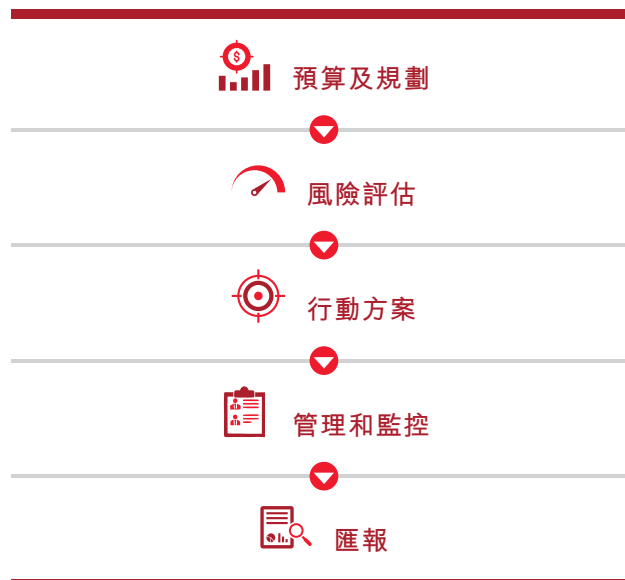 預算及規劃
風險評估
行動方案
管理和監控
匯報